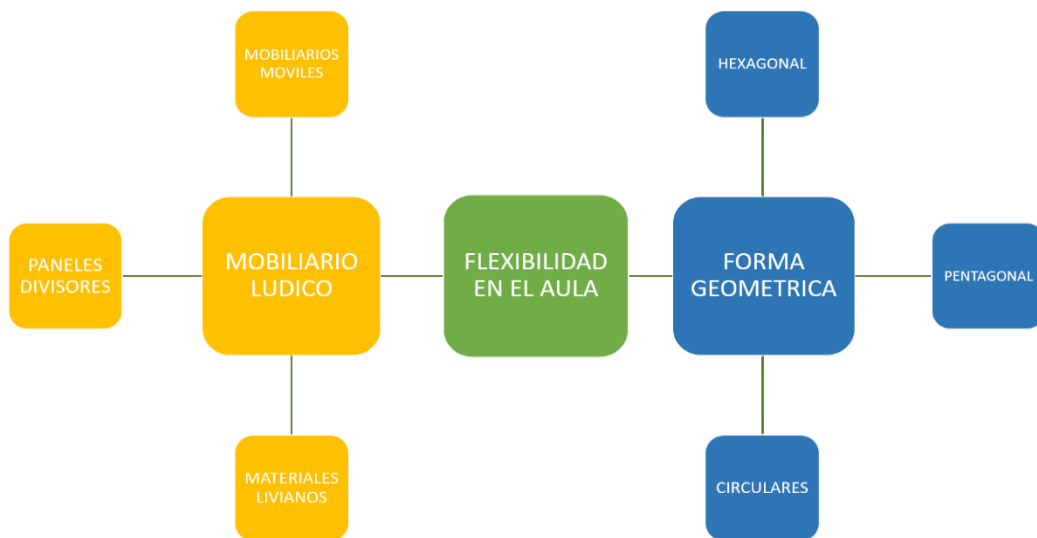 MOBILIARIOS
MOVILES
HEXAGONAL
PANELES
DIVISORES
MOBILIARIO
LUDICO
FLEXIBILIDAD
EN EL AULA
FORMA
GEOMETRICA
PENTAGONAL
MATERIALES
LIVIANOS
CIRCULARES